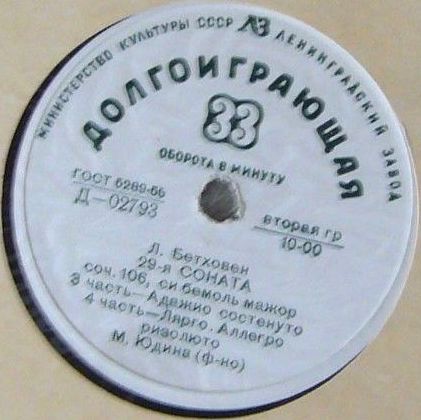 МИНИСТЕРСТВО КУЛЬТУРЫ СССР ЛЗ ЛЕНИНГРАДСКИЙ ЗАВОД
ДОЛГОИГРАЮЩАЯ
33
ОБОРОТА В МИНУТУ
ГОСТ 5289-56
Д—02793
вторая гр
10-00
Л. Бетховен
29-я СОНАТА
соч. 106, си бемоль мажор
3 часть—Адажио состенуто
4 часть—Ларго. Аллегро
ризолюто
М. Юдина (ф-но)